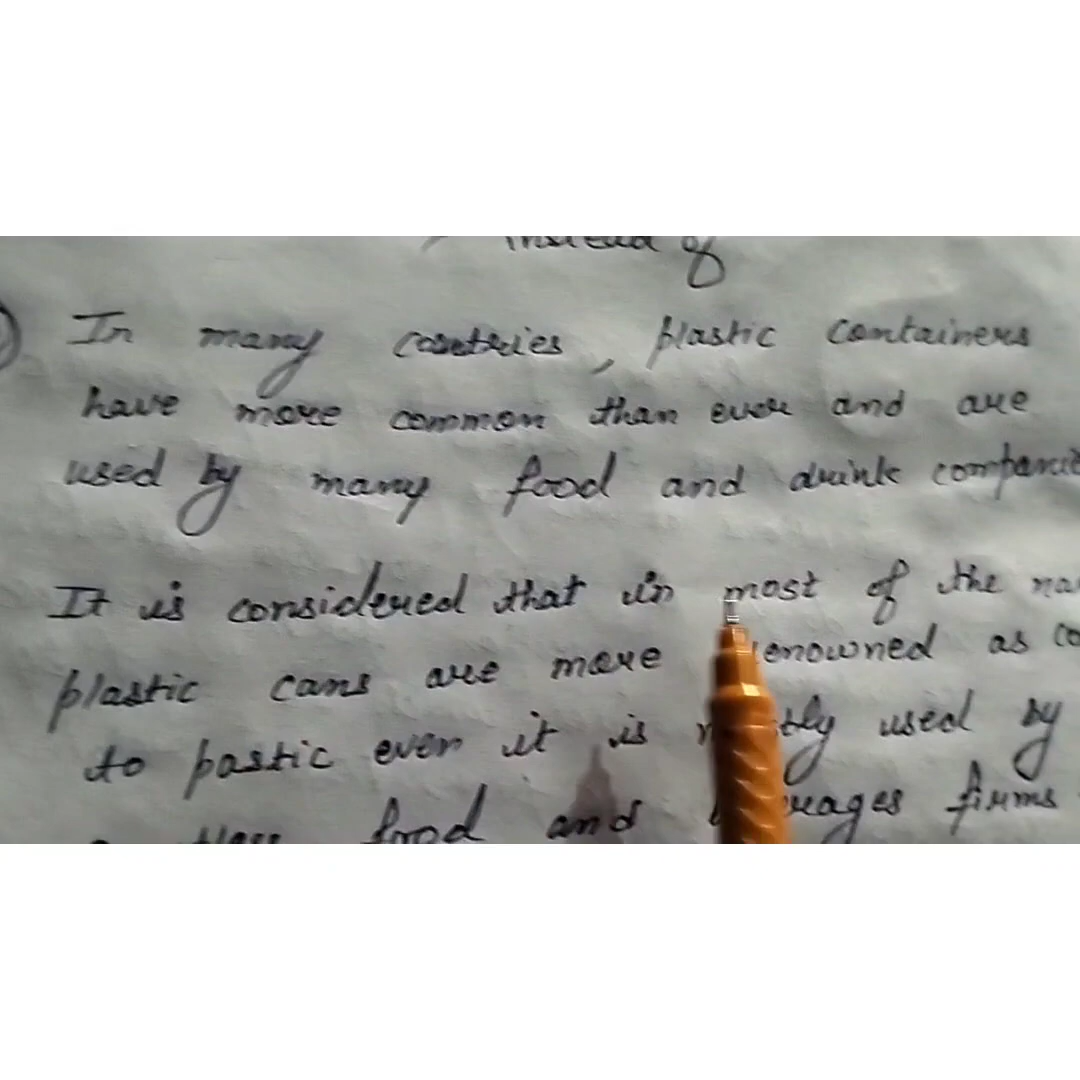 instead of
In many countries, plastic containers
have more common than ever and are
used by many food and drink
It is considered that in most of the
plastic cans are more renowned as
to pastic even it is used by
food and firms